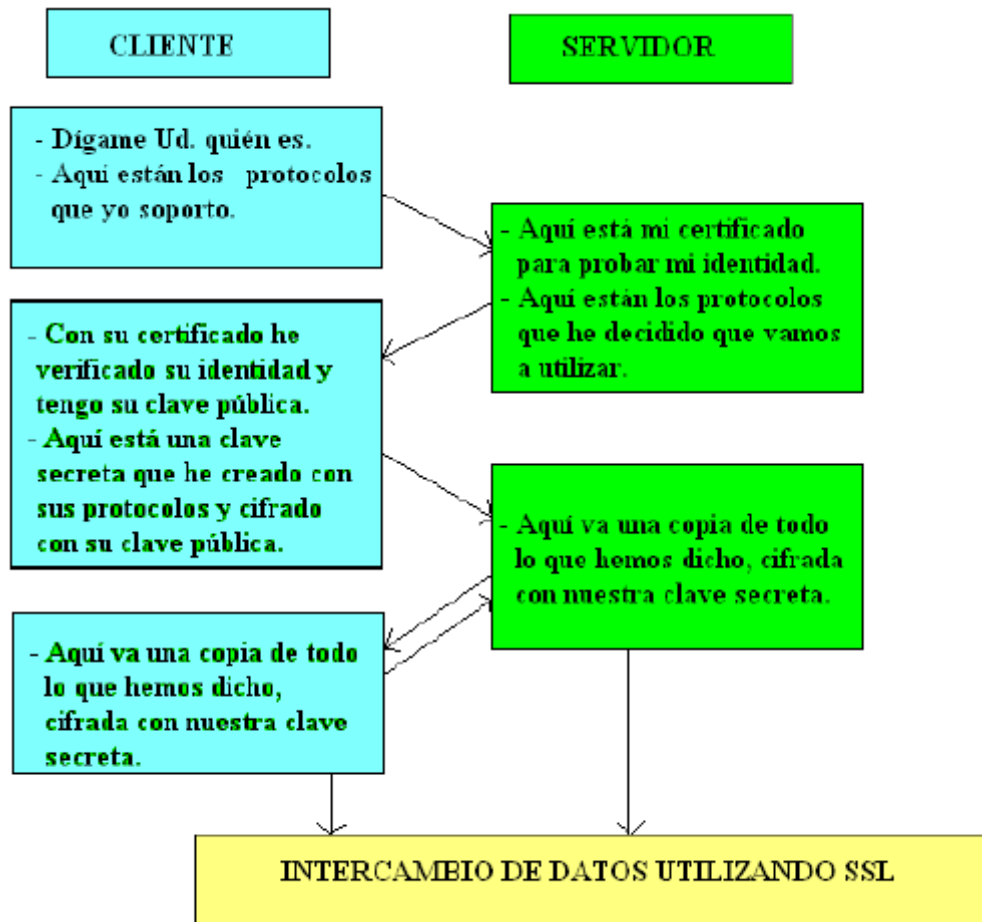 CLIENTE
SERVIDOR
- Dígame Ud. quién es.
- Aquí están los protocolos
que yo soporto.
- Aquí está mi certificado
para probar mi identidad.
- Aquí están los protocolos
que he decidido que vamos
a utilizar.
- Con su certificado he
verificado su identidad y
tengo su clave pública.
- Aquí está una clave
secreta que he creado con
sus protocolos y cifrado
con su clave pública.
- Aquí va una copia de todo
lo que hemos dicho, cifrada
con nuestra clave secreta.
- Aquí va una copia de todo
lo que hemos dicho,
cifrada con nuestra clave
secreta.
INTERCAMBIO DE DATOS UTILIZANDO SSL